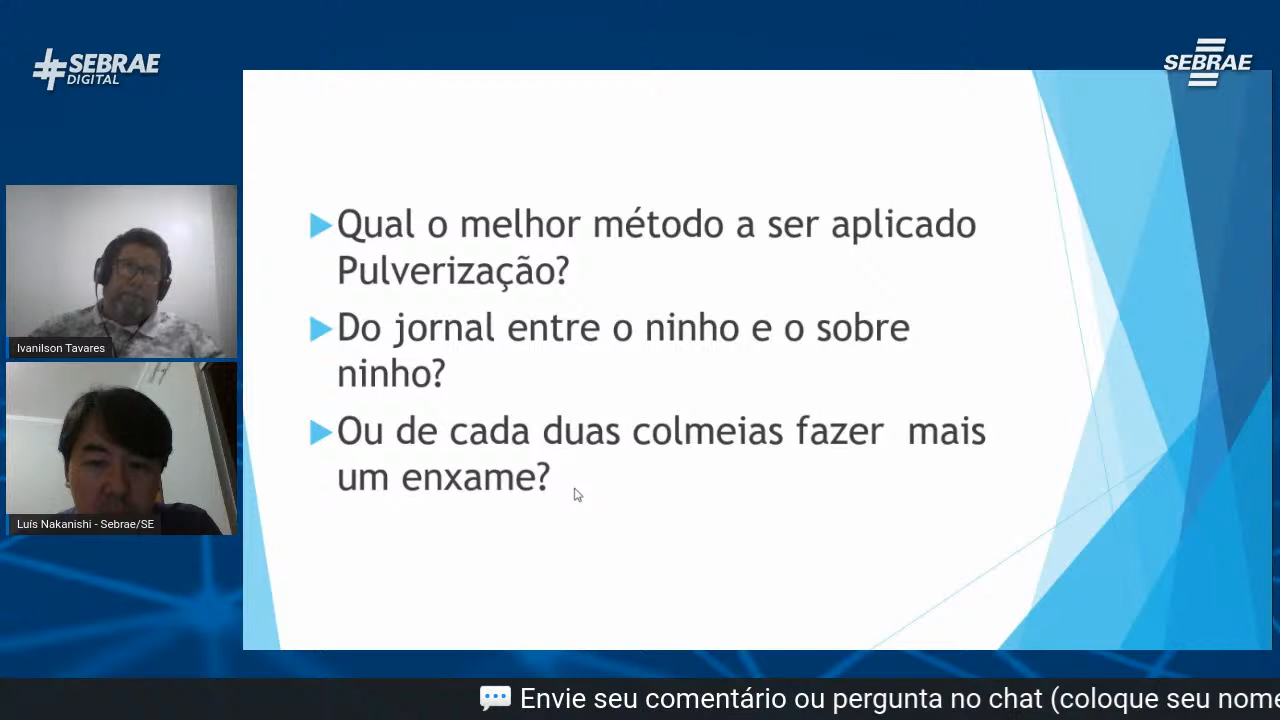 #SEBRAE
DIGITAL
SEBRAE
Qual o melhor método a ser aplicado
Pulverização?
Do jornal entre o ninho e o sobre
ninho?
Ou de cada duas colmeias fazer  mais
um enxame?
Ivanilson Tavares
Luís Nakanishi - Sebrae/SE
💬 Envie seu comentário ou pergunta no chat (coloque seu nome